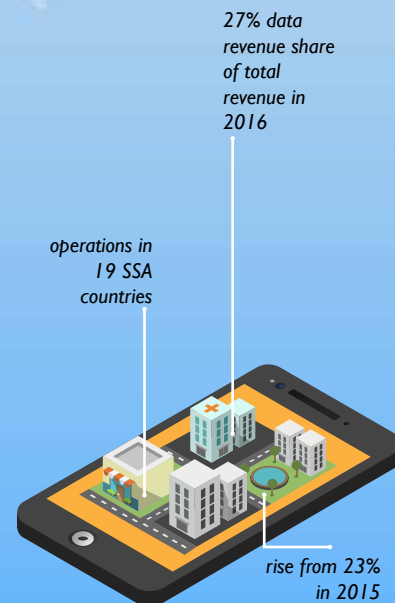 27% data
revenue share
of total
revenue in
2016
operations in
19 SSA
countries
rise from 23%
in 2015